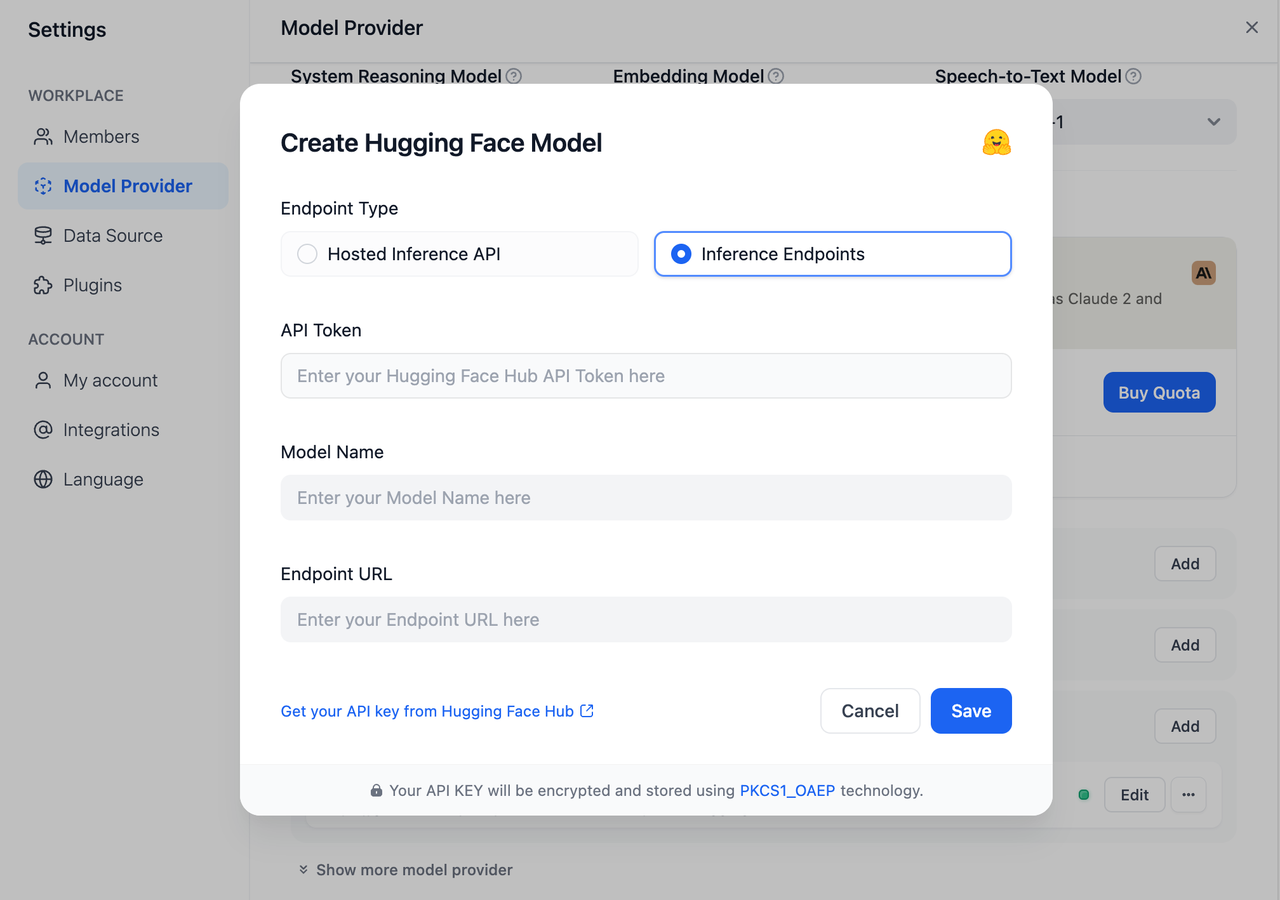 Settings
Model Provider
System Reasoning Model
Embedding Model
Speech-to-Text Model
-1
WORKPLACE
Members
Model Provider
Data Source
Plugins
ACCOUNT
My account
Integrations
Language
Create Hugging Face Model
Endpoint Type
Hosted Inference API
Inference Endpoints
API Token
Enter your Hugging Face Hub API Token here
Model Name
Enter your Model Name here
Endpoint URL
Enter your Endpoint URL here
Get your API key from Hugging Face Hub
Cancel
Save
Your API KEY will be encrypted and stored using PKCS1_OAEP technology.
Claude 2 and
Buy Quota
Add
Add
Add
Edit
Show more model provider